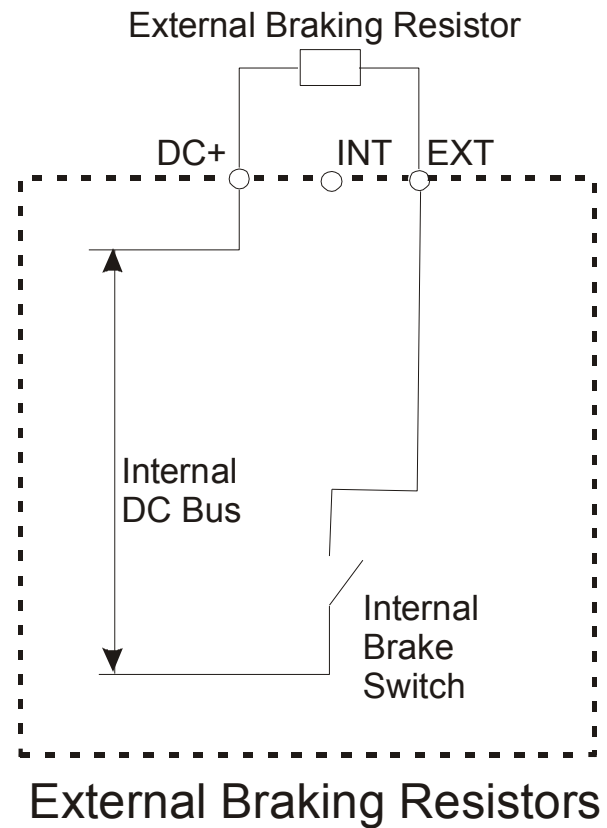 External Braking Resistor
DC+ INT EXT
Internal
DC Bus
Internal
Brake
Switch
External Braking Resistors